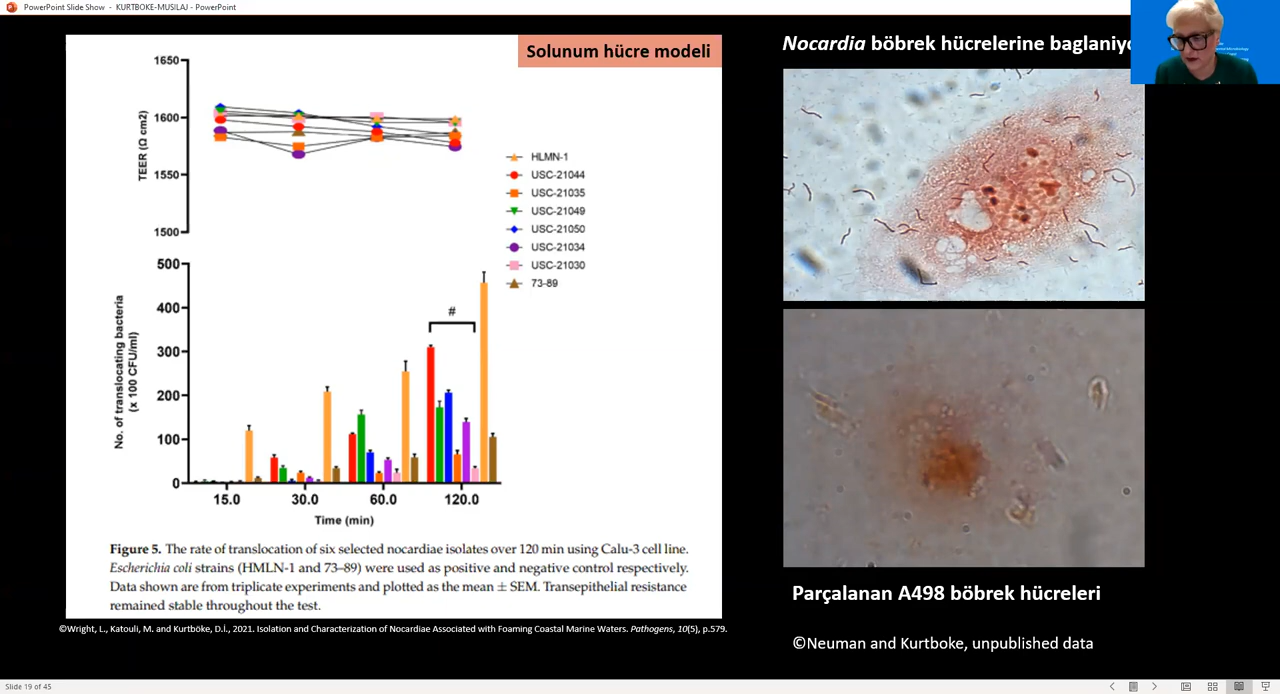 PowerPoint Slide Show - KURTBOKE-MUSILAJ - PowerPoint
Solunum hücre modeli
1650
1600
1550
1500
TEER (Ω cm2)
HLMN-1
USC-21044
USC-21035
USC-21049
USC-21050
USC-21034
USC-21030
73-89
500
400
300
200
100
0
No. of translocating bacteria
(x 100 CFU/ml)
#
15.0 30.0 60.0 120.0
Time (min)
Figure 5. The rate of translocation of six selected nocardiae isolates over 120 min using Calu-3 cell line.
Escherichia coli strains (HMLN-1 and 73–89) were used as positive and negative control respectively.
Data shown are from triplicate experiments and plotted as the mean ± SEM. Transepithelial resistance
remained stable throughout the test.
©Wright, L., Katouli, M. and Kurtböke, D.İ., 2021. Isolation and Characterization of Nocardiae Associated with Foaming Coastal Marine Waters. Pathogens, 10(5), p.579.
Nocardia böbrek hücrelerine baglaniyo
Parçalanan A498 böbrek hücreleri
©Neuman and Kurtboke, unpublished data
Slide 19 of 45